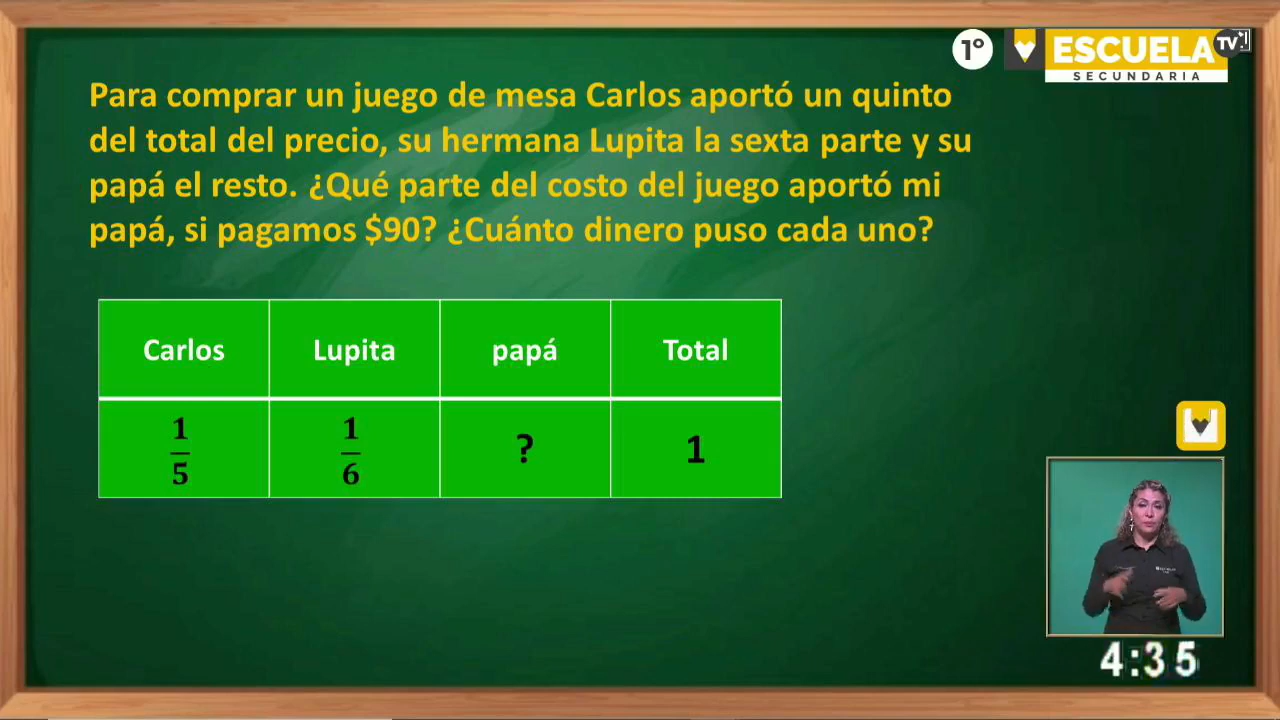 1º
ESCUELA TV
SECUNDARIA
Para comprar un juego de mesa Carlos aportó un quinto
del total del precio, su hermana Lupita la sexta parte y su
papá el resto. ¿Qué parte del costo del juego aportó mi
papá, si pagamos $90? ¿Cuánto dinero puso cada uno?
Carlos Lupita papá Total
1/5 1/6 ? 1
4:35